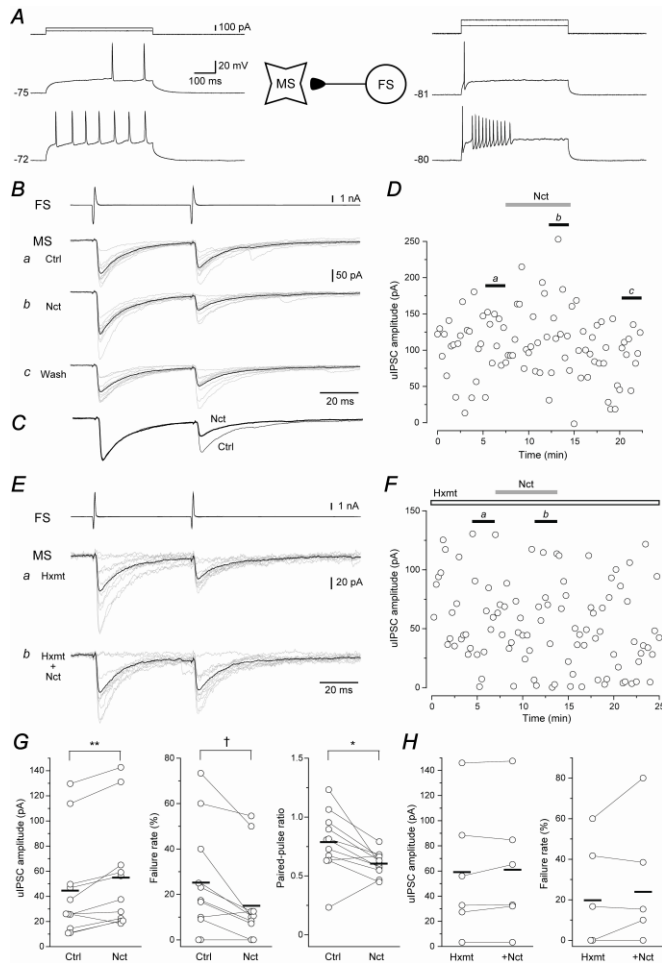 A
100 pA
20 mV
100 ms
-75
-72
MS
FS
-81
-80
B
FS
1 nA
MS
a Ctrl
50 pA
b Nct
c Wash
20 ms
C
Nct
Ctrl
D
Nct
b
a
c
uIPSC amplitude (pA)
250
200
150
100
50
0
0 5 10 15 20
Time (min)
E
FS
1 nA
MS
a Hxmt
20 pA
b Hxmt
+
Nct
20 ms
F
Nct
Hxmt
a
b
uIPSC amplitude (pA)
150
100
50
0
0 5 10 15 20 25
Time (min)
G
**
uIPSC amplitude (pA)
140
120
100
80
60
40
20
0
Ctrl Nct
†
Failure rate (%)
80
60
40
20
0
Ctrl Nct
*
Paired-pulse ratio
1.5
1.0
0.5
0.0
Ctrl Nct
H
uIPSC amplitude (pA)
140
120
100
80
60
40
20
0
Hxmt +Nct
Failure rate (%)
80
60
40
20
0
Hxmt +Nct